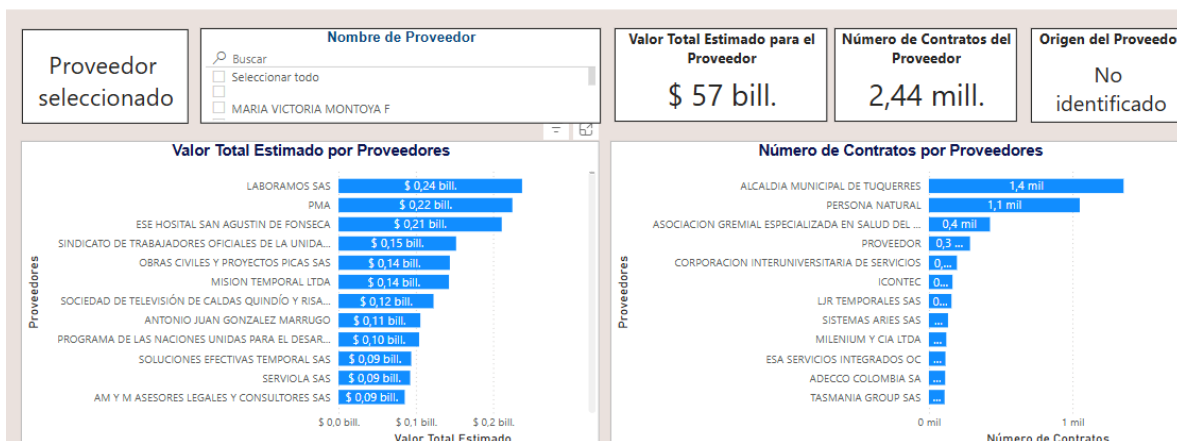 Proveedor
seleccionado
Nombre de Proveedor
Buscar
Seleccionar todo
MARIA VICTORIA MONTOYA F
Valor Total Estimado para el
Proveedor
$ 57 bill.
Número de Contratos del
Proveedor
2,44 mill.
Origen del Proveedo
No
identificado
Valor Total Estimado por Proveedores
Proveedores
LABORAMOS SAS $ 0,24 bill.
PMA $ 0,22 bill.
ESE HOSITAL SAN AGUSTIN DE FONSECA $ 0,21 bill.
SINDICATO DE TRABAJADORES OFICIALES DE LA UNIDA... $ 0,15 bill.
OBRAS CIVILES Y PROYECTOS PICAS SAS $ 0,14 bill.
MISION TEMPORAL LTDA $ 0,14 bill.
SOCIEDAD DE TELEVISIÓN DE CALDAS QUINDÍO Y RISA... $ 0,12 bill.
ANTONIO JUAN GONZALEZ MARRUGO $ 0,11 bill.
PROGRAMA DE LAS NACIONES UNIDAS PARA EL DESAR... $ 0,10 bill.
SOLUCIONES EFECTIVAS TEMPORAL SAS $ 0,09 bill.
SERVIOLA SAS $ 0,09 bill.
AM Y M ASESORES LEGALES Y CONSULTORES SAS $ 0,09 bill.
$ 0,0 bill. $ 0,1 bill. $ 0,2 bill.
Valor Total Estimado
Número de Contratos por Proveedores
Proveedores
ALCALDIA MUNICIPAL DE TUQUERRES 1,4 mil
PERSONA NATURAL 1,1 mil
ASOCIACION GREMIAL ESPECIALIZADA EN SALUD DEL ... 0,4 mil
PROVEEDOR 0,3 ...
CORPORACION INTERUNIVERSITARIA DE SERVICIOS 0,...
ICONTEC 0...
LJR TEMPORALES SAS 0...
SISTEMAS ARIES SAS ...
MILENIUM Y CIA LTDA ...
ESA SERVICIOS INTEGRADOS OC ...
ADECCO COLOMBIA SA ...
TASMANIA GROUP SAS ...
0 mil 1 mil
Número de Contratos